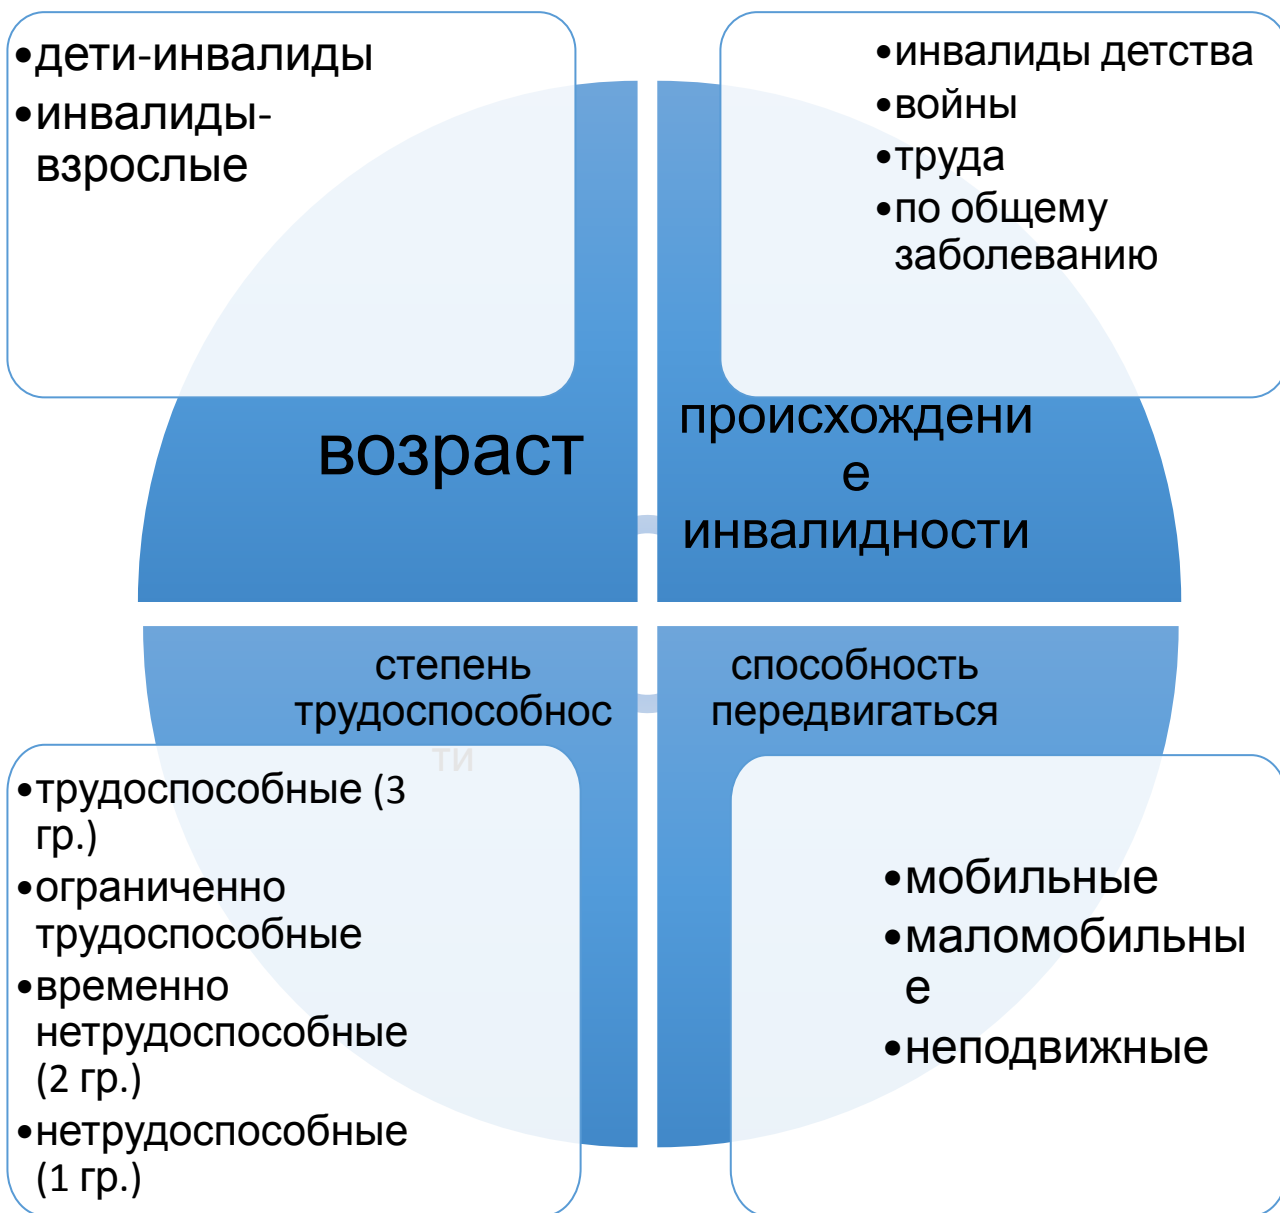 •дети-инвалиды
•инвалиды-
взрослые
•инвалиды детства
•войны
•труда
•по общему
заболеванию
возраст
происхождени
е
инвалидности
степень
трудоспособнос
ти
способность
передвигаться
•трудоспособные (3
гр.)
•ограниченно
трудоспособные
•временно
нетрудоспособные
(2 гр.)
•нетрудоспособные
(1 гр.)
•мобильные
•маломобильны
е
•неподвижные